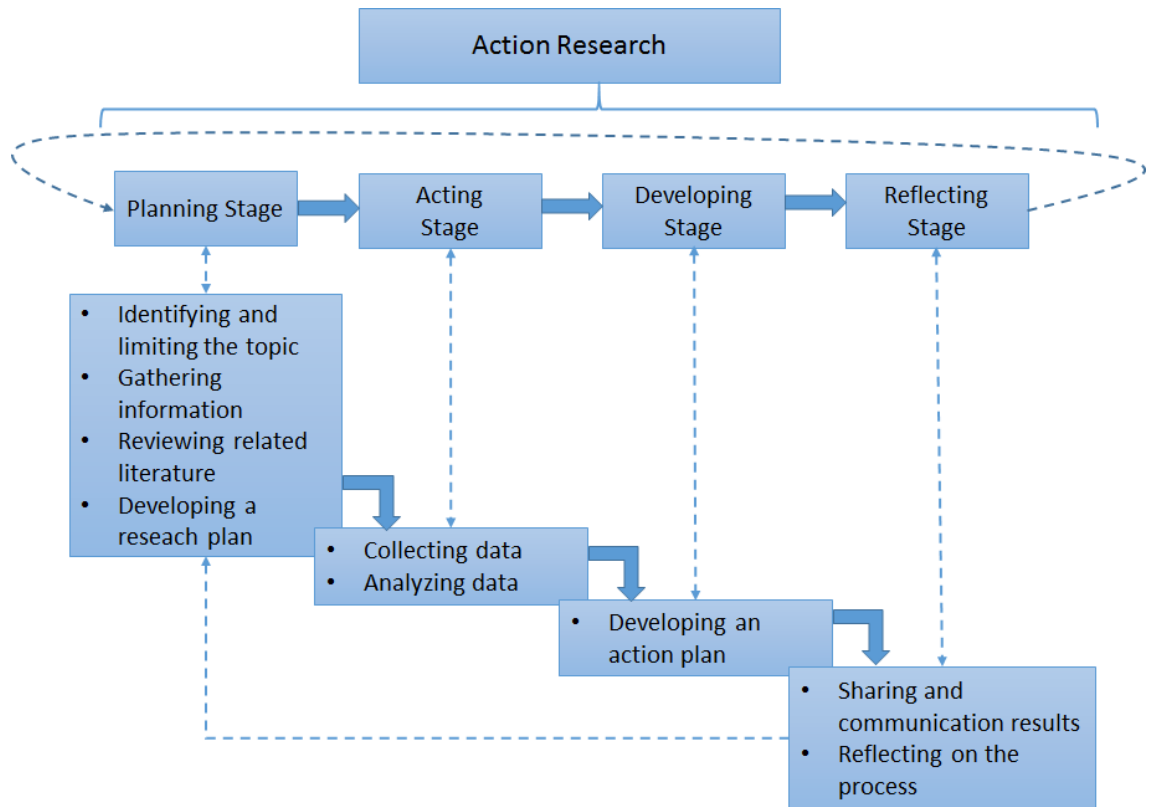 Action Research
Planning Stage
Acting
Stage
Developing
Stage
Reflecting
Stage
• Identifying and
limiting the topic
• Gathering
information
• Reviewing related
literature
• Developing a
reseach plan
• Collecting data
• Analyzing data
• Developing an
action plan
• Sharing and
communication results
• Reflecting on the
process